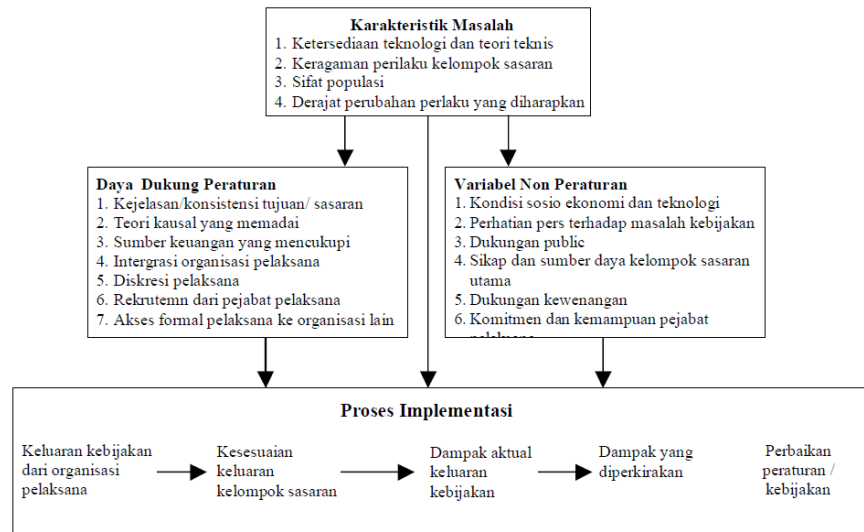 Karakteristik Masalah
1. Ketersediaan teknologi dan teori teknis
2. Keragaman perilaku kelompok sasaran
3. Sifat populasi
4. Derajat perubahan perlaku yang diharapkan
Daya Dukung Peraturan
1. Kejelasan/konsistensi tujuan/ sasaran
2. Teori kausal yang memadai
3. Sumber keuangan yang mencukupi
4. Intergrasi organisasi pelaksana
5. Diskresi pelaksana
6. Rekrutemn dari pejabat pelaksana
7. Akses formal pelaksana ke organisasi lain
Variabel Non Peraturan
1. Kondisi sosio ekonomi dan teknologi
2. Perhatian pers terhadap masalah kebijakan
3. Dukungan public
4. Sikap dan sumber daya kelompok sasaran
utama
5. Dukungan kewenangan
6. Komitmen dan kemampuan pejabat
Proses Implementasi
Keluaran kebijakan
dari organisasi
pelaksana
Kesesuaian
keluaran
kelompok sasaran
Dampak aktual
keluaran
kebijakan
Dampak yang
diperkirakan
Perbaikan
peraturan /
kebijakan